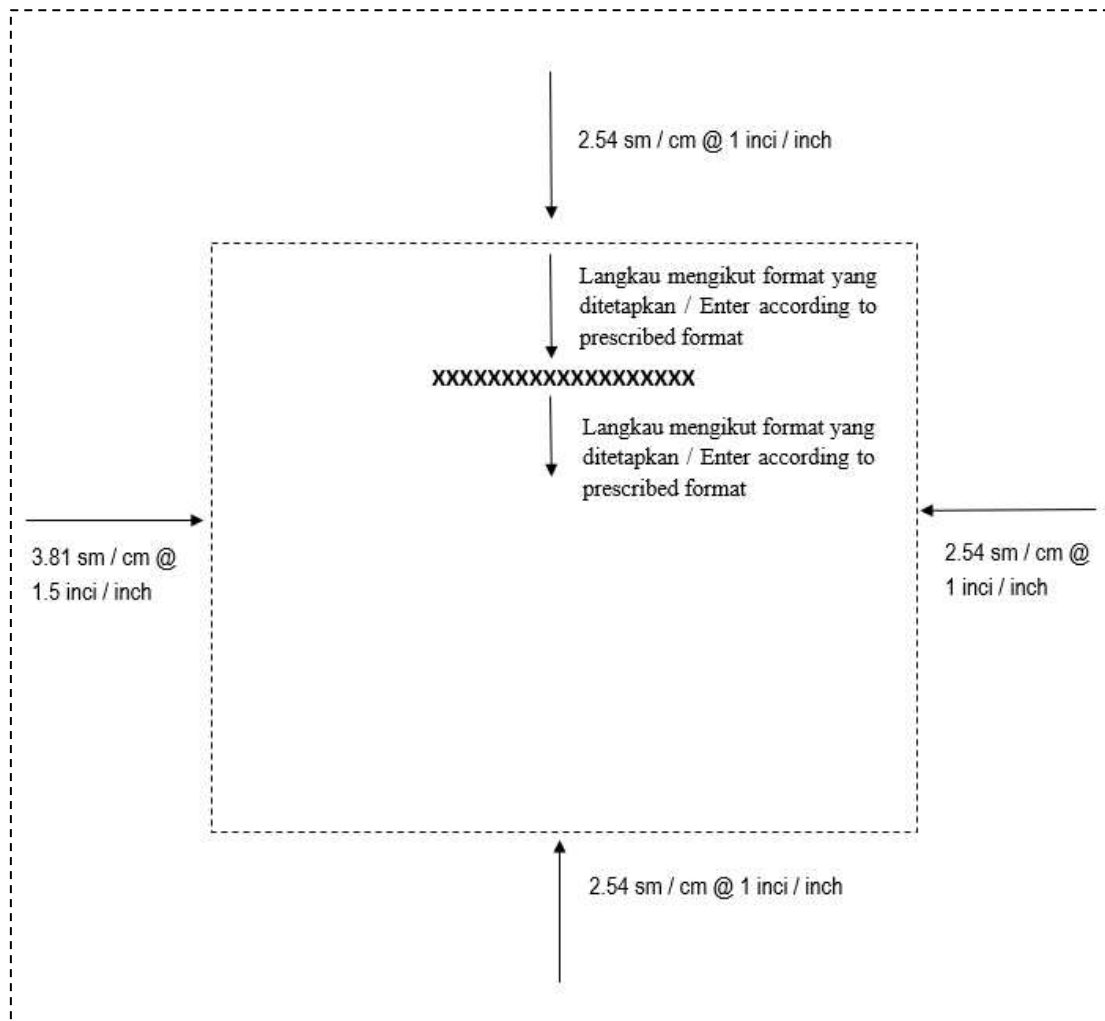 2.54 sm / cm @ 1 inci / inch
Langkau mengikut format yang
ditetapkan / Enter according to
prescribed format
XXXXXXXXXXXXXXXXXXX
Langkau mengikut format yang
ditetapkan / Enter according to
prescribed format
3.81 sm / cm @
1.5 inci / inch
2.54 sm / cm @
1 inci / inch
2.54 sm / cm @ 1 inci / inch